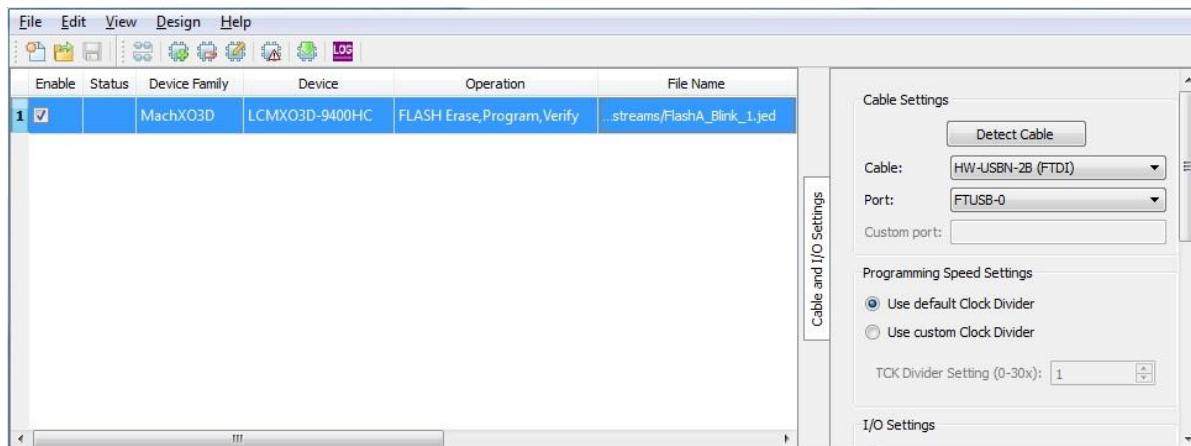 File Edit View Design Help
LOG
Enable Status Device Family Device Operation File Name
1 MachXO3D LCMXO3D-9400HC FLASH Erase,Program,Verify ...streams/FlashA_Blink_1.jed
Cable and I/O Settings
Cable Settings
Detect Cable
Cable: HW-USBN-2B (FTDI)
Port: FTUSB-0
Custom port:
Programming Speed Settings
Use default Clock Divider
Use custom Clock Divider
TCK Divider Setting (0-30x): 1
I/O Settings